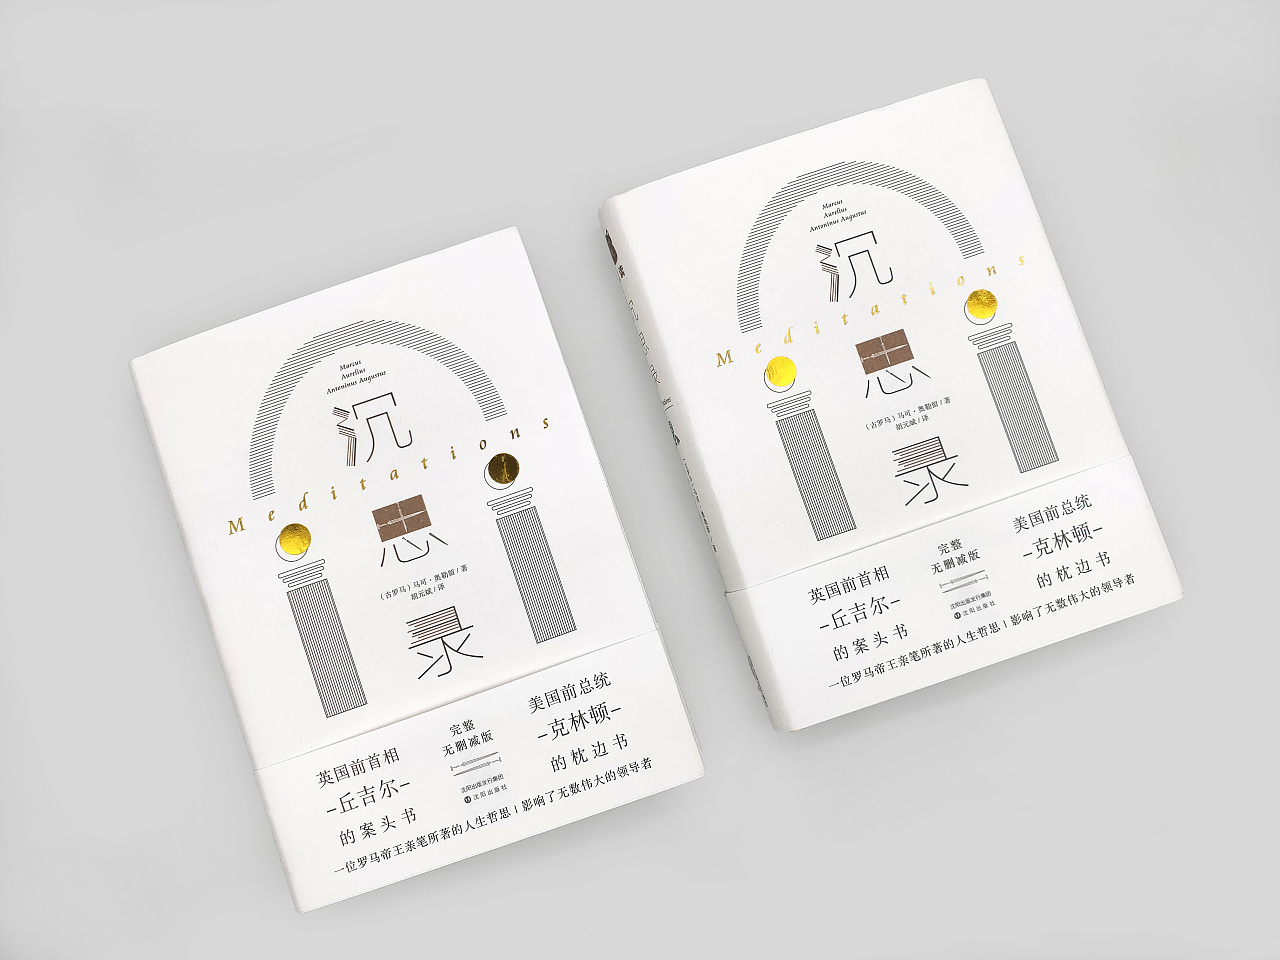 Marcus
Aurelius
Antoninus Augustus
沉
Meditations
思
（古罗马）马可·奥勒留/著
胡元斌/译
录
英国前首相
–丘吉尔–
的案头书
完整
无删减版
沈阳出版发行集团
沈阳出版社
美国前总统
–克林顿–
的枕边书
一位罗马帝王亲笔所著的人生哲思|影响了无数伟大的领导者
Marcus
Aurelius
Antoninus Augustus
沉
Meditations
思
（古罗马）马可·奥勒留/著
胡元斌/译
录
英国前首相
–丘吉尔–
的案头书
完整
无删减版
沈阳出版发行集团
沈阳出版社
美国前总统
–克林顿–
的枕边书
一位罗马帝王亲笔所著的人生哲思|影响了无数伟大的领导者
沉思录